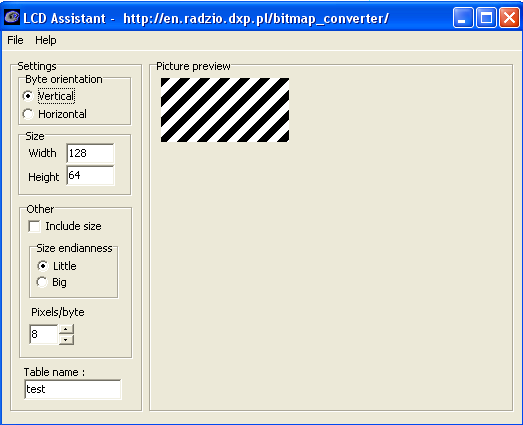 LCD Assistant - http://en.radzio.dxp.pl/bitmap_converter/
File Help
Settings
Byte orientation
Vertical
Horizontal
Size
Width 128
Height 64
Other
Include size
Size endianness
Little
Big
Pixels/byte
8
Table name :
test
Picture preview